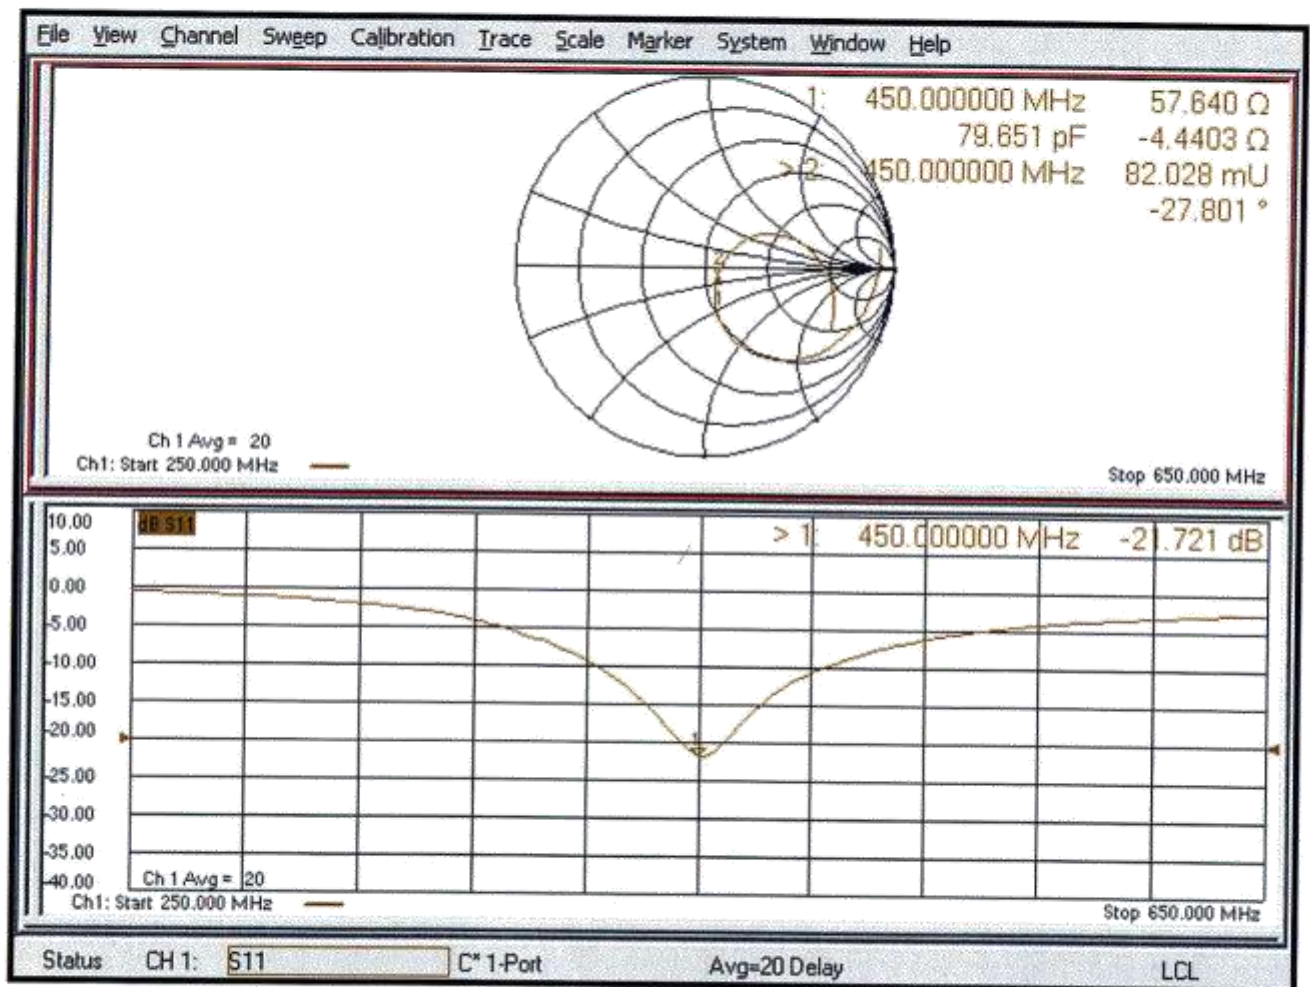 File View Channel Sweep Calibration Trace Scale Marker System Window Help
1: 450.000000 MHz 57.640 Ω
79.651 pF -4.4403 Ω
> 2: 450.000000 MHz 82.028 mU
-27.801 °
Ch 1 Avg = 20
Ch1: Start 250.000 MHz
Stop 650.000 MHz
10.00
dB S11
> 1: 450.000000 MHz -21.721 dB
5.00
0.00
-5.00
-10.00
-15.00
-20.00
1
-25.00
-30.00
-35.00
-40.00
Ch 1 Avg = 20
Ch1: Start 250.000 MHz
Stop 650.000 MHz
Status CH 1: S11 C* 1-Port Avg=20 Delay LCL